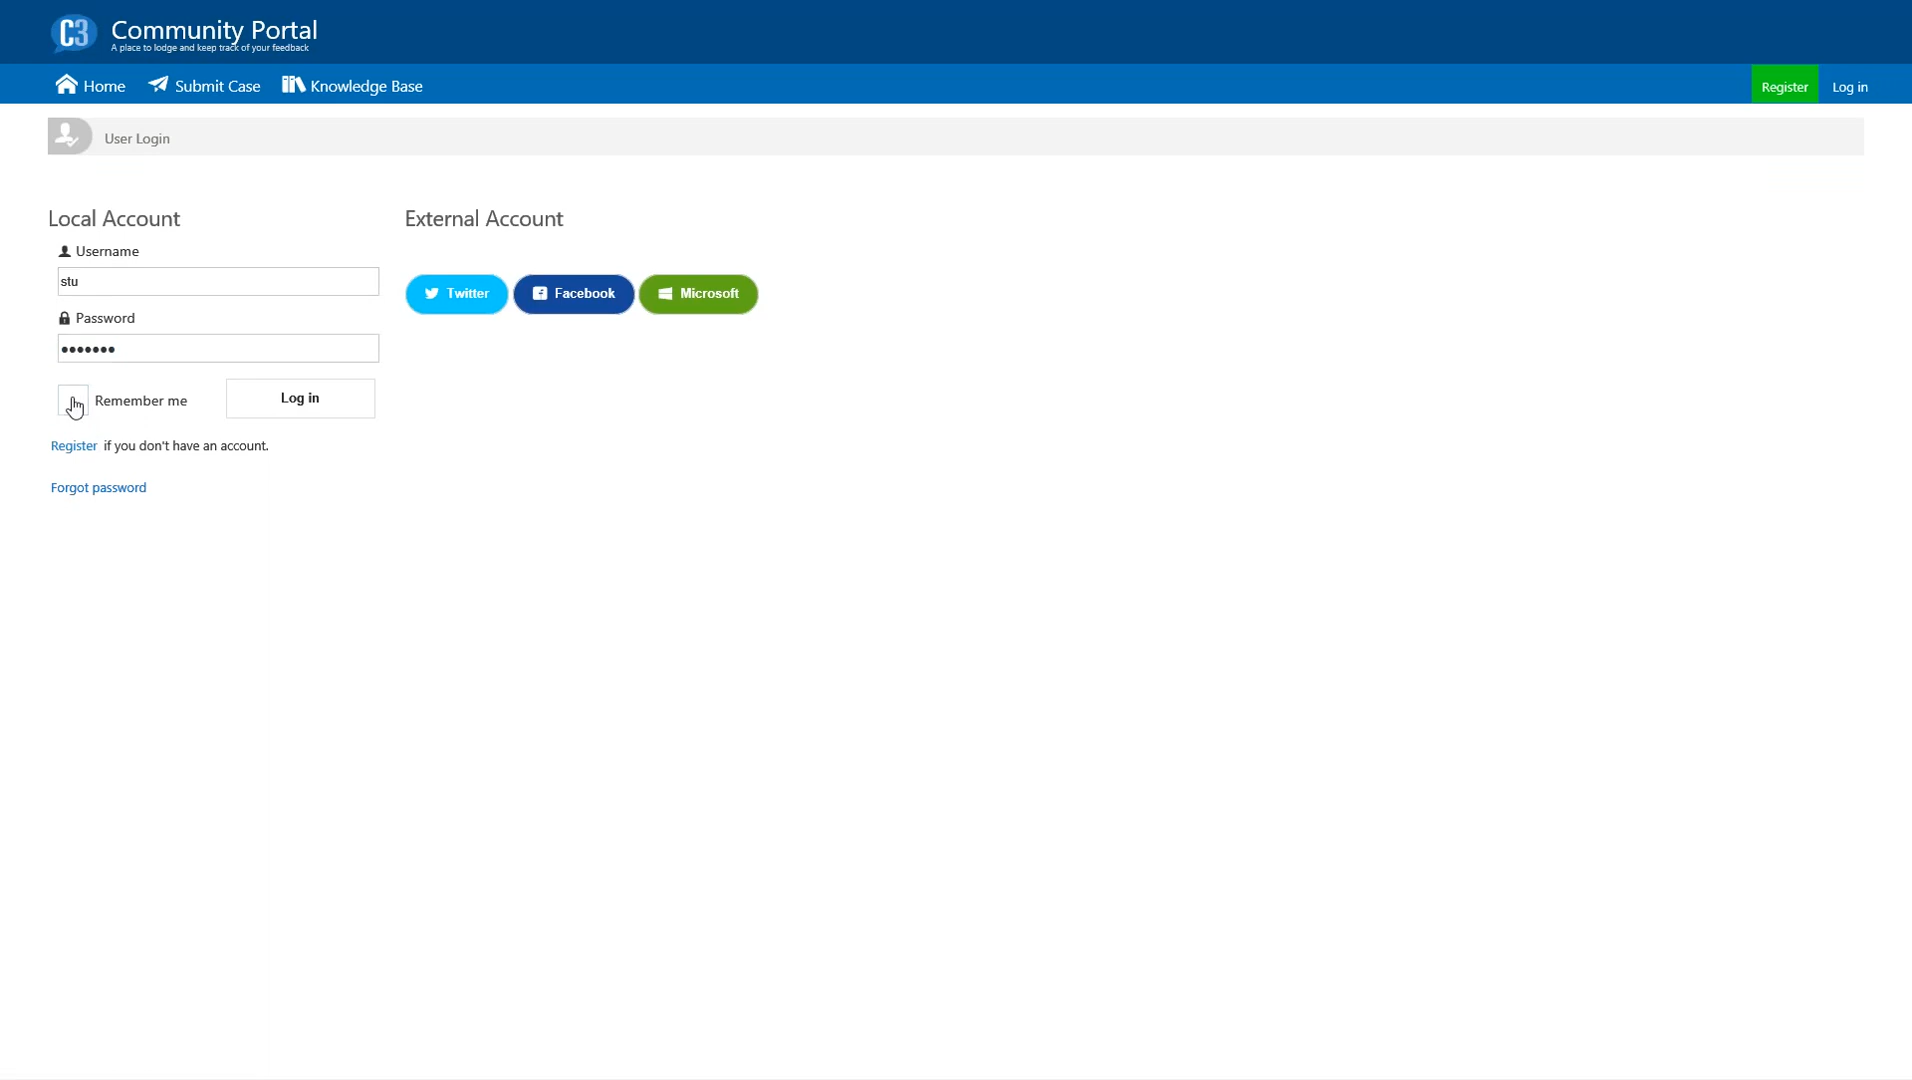 C3 Community Portal
A place to lodge and keep track of your feedback
Home Submit Case Knowledge Base Register Log in
User Login
Local Account
Username
stu
Password
•••••••
Remember me Log in
Register if you don't have an account.
Forgot password
External Account
Twitter Facebook Microsoft